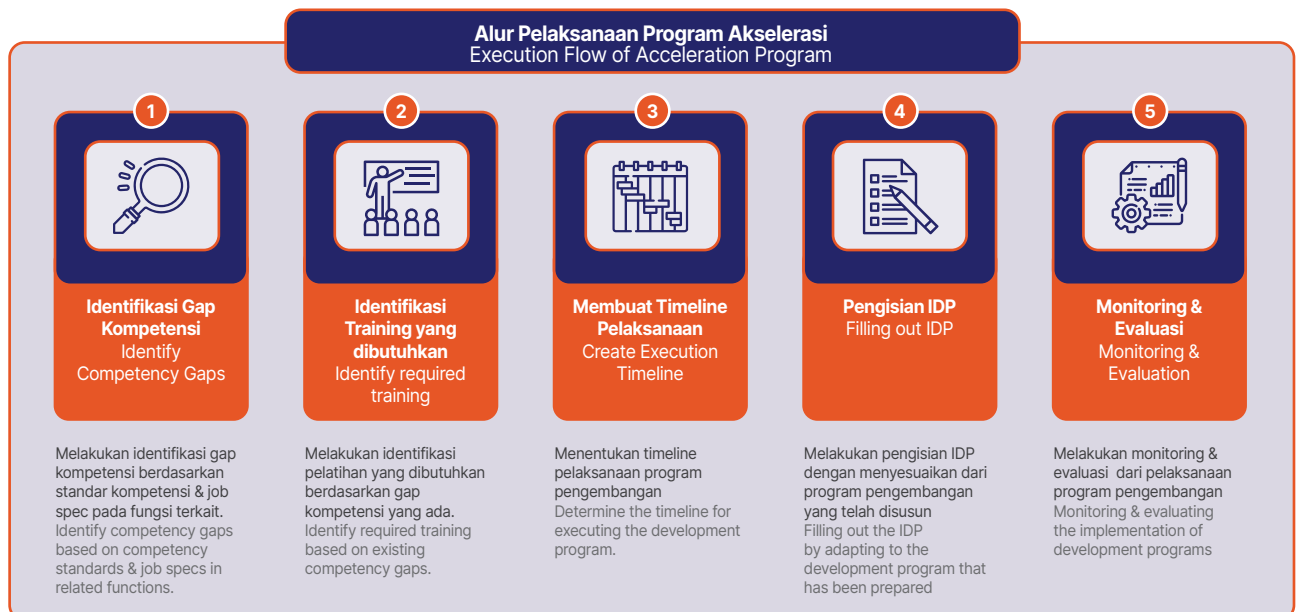 Alur Pelaksanaan Program Akselerasi
Execution Flow of Acceleration Program
1
Identifikasi Gap
Kompetensi
Identify
Competency Gaps
Melakukan identifikasi gap
kompetensi berdasarkan
standar kompetensi & job
spec pada fungsi terkait.
Identify competency gaps
based on competency
standards & job specs in
related functions.
2
Identifikasi
Training yang
dibutuhkan
Identify required
training
Melakukan identifikasi
pelatihan yang dibutuhkan
berdasarkan gap
kompetensi yang ada.
Identify required training
based on existing
competency gaps.
3
Membuat Timeline
Pelaksanaan
Create Execution
Timeline
Menentukan timeline
pelaksanaan program
pengembangan
Determine the timeline for
executing the development
program.
4
Pengisian IDP
Filling out IDP
Melakukan pengisian IDP
dengan menyesuaikan dari
program pengembangan
yang telah disusun
Filling out the IDP
by adapting to the
development program that
has been prepared
5
Monitoring &
Evaluasi
Monitoring &
Evaluation
Melakukan monitoring &
evaluasi  dari pelaksanaan
program pengembangan
Monitoring & evaluating
the implementation of
development programs